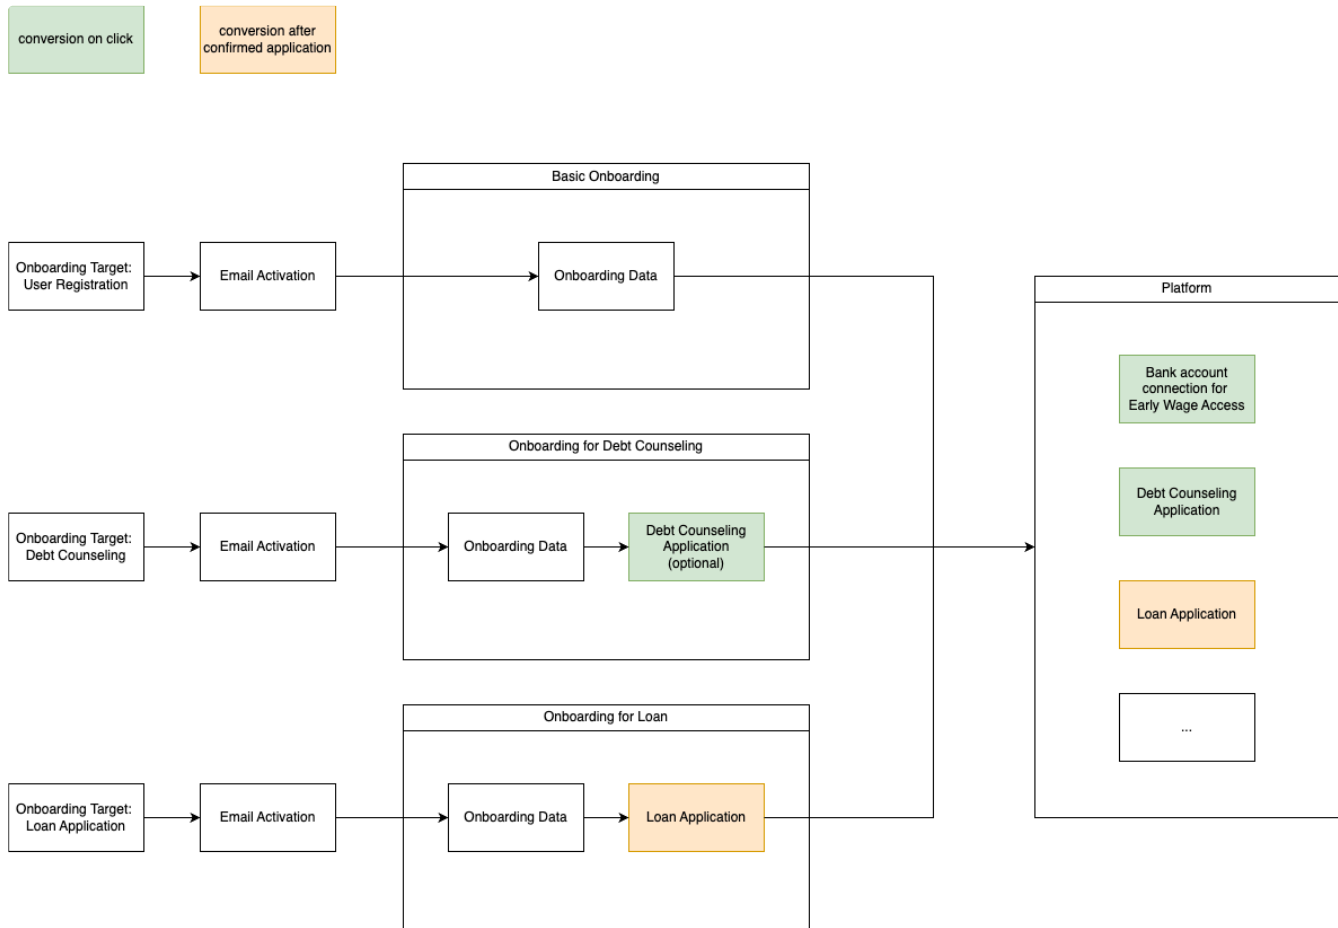 conversion on click
conversion after
confirmed application
Basic Onboarding
Onboarding Target:
User Registration
Email Activation
Onboarding Data
Platform
Bank account
connection for
Early Wage Access
Onboarding for Debt Counseling
Debt Counseling
Application
Onboarding Target:
Debt Counseling
Email Activation
Onboarding Data
Debt Counseling
Application
(optional)
Loan Application
Onboarding for Loan
...
Onboarding Target:
Loan Application
Email Activation
Onboarding Data
Loan Application